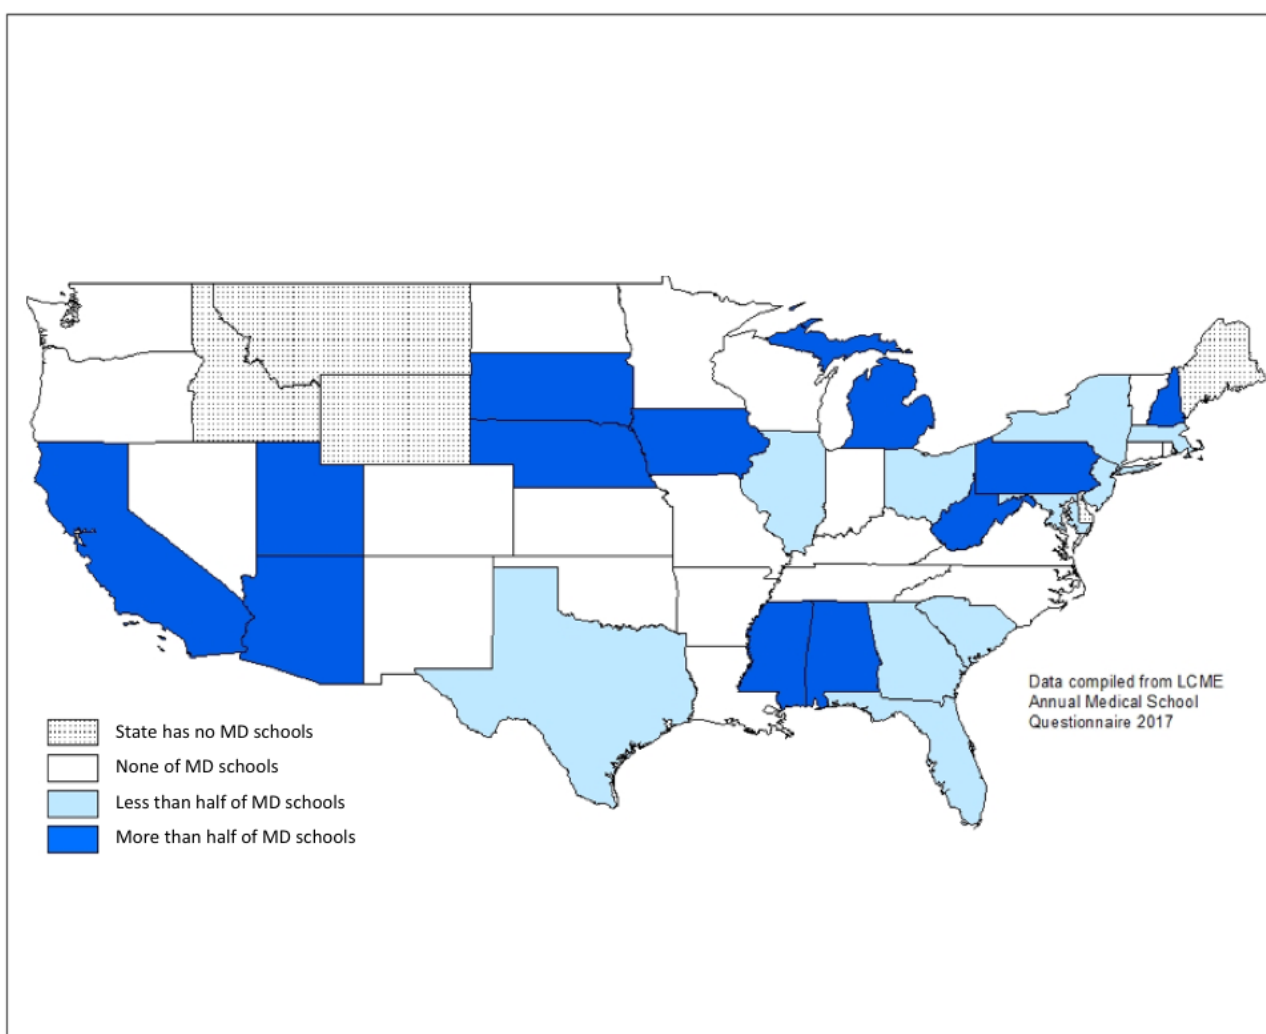 Data compiled from LCME
Annual Medical School
Questionnaire 2017
State has no MD schools
None of MD schools
Less than half of MD schools
More than half of MD schools